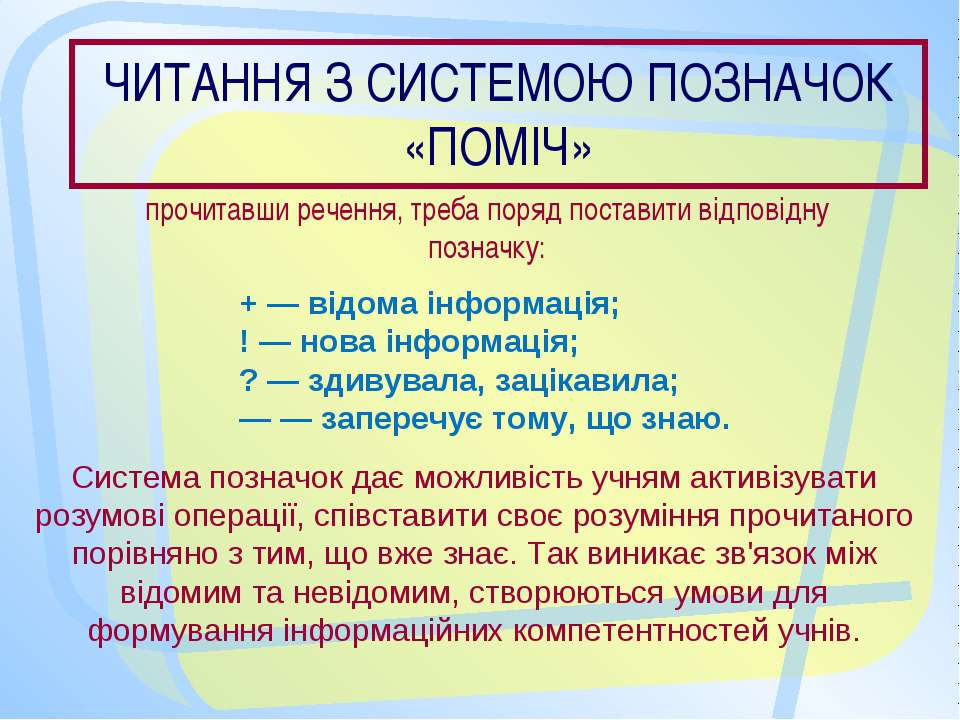 ЧИТАННЯ З СИСТЕМОЮ ПОЗНАЧОК
«ПОМІЧ»
прочитавши речення, треба поряд поставити відповідну
позначку:
+ — відома інформація;
! — нова інформація;
? — здивувала, зацікавила;
— — заперечує тому, що знаю.
Система позначок дає можливість учням активізувати
розумові операції, співставити своє розуміння прочитаного
порівняно з тим, що вже знає. Так виникає зв'язок між
відомим та невідомим, створюються умови для
формування інформаційних компетентностей учнів.